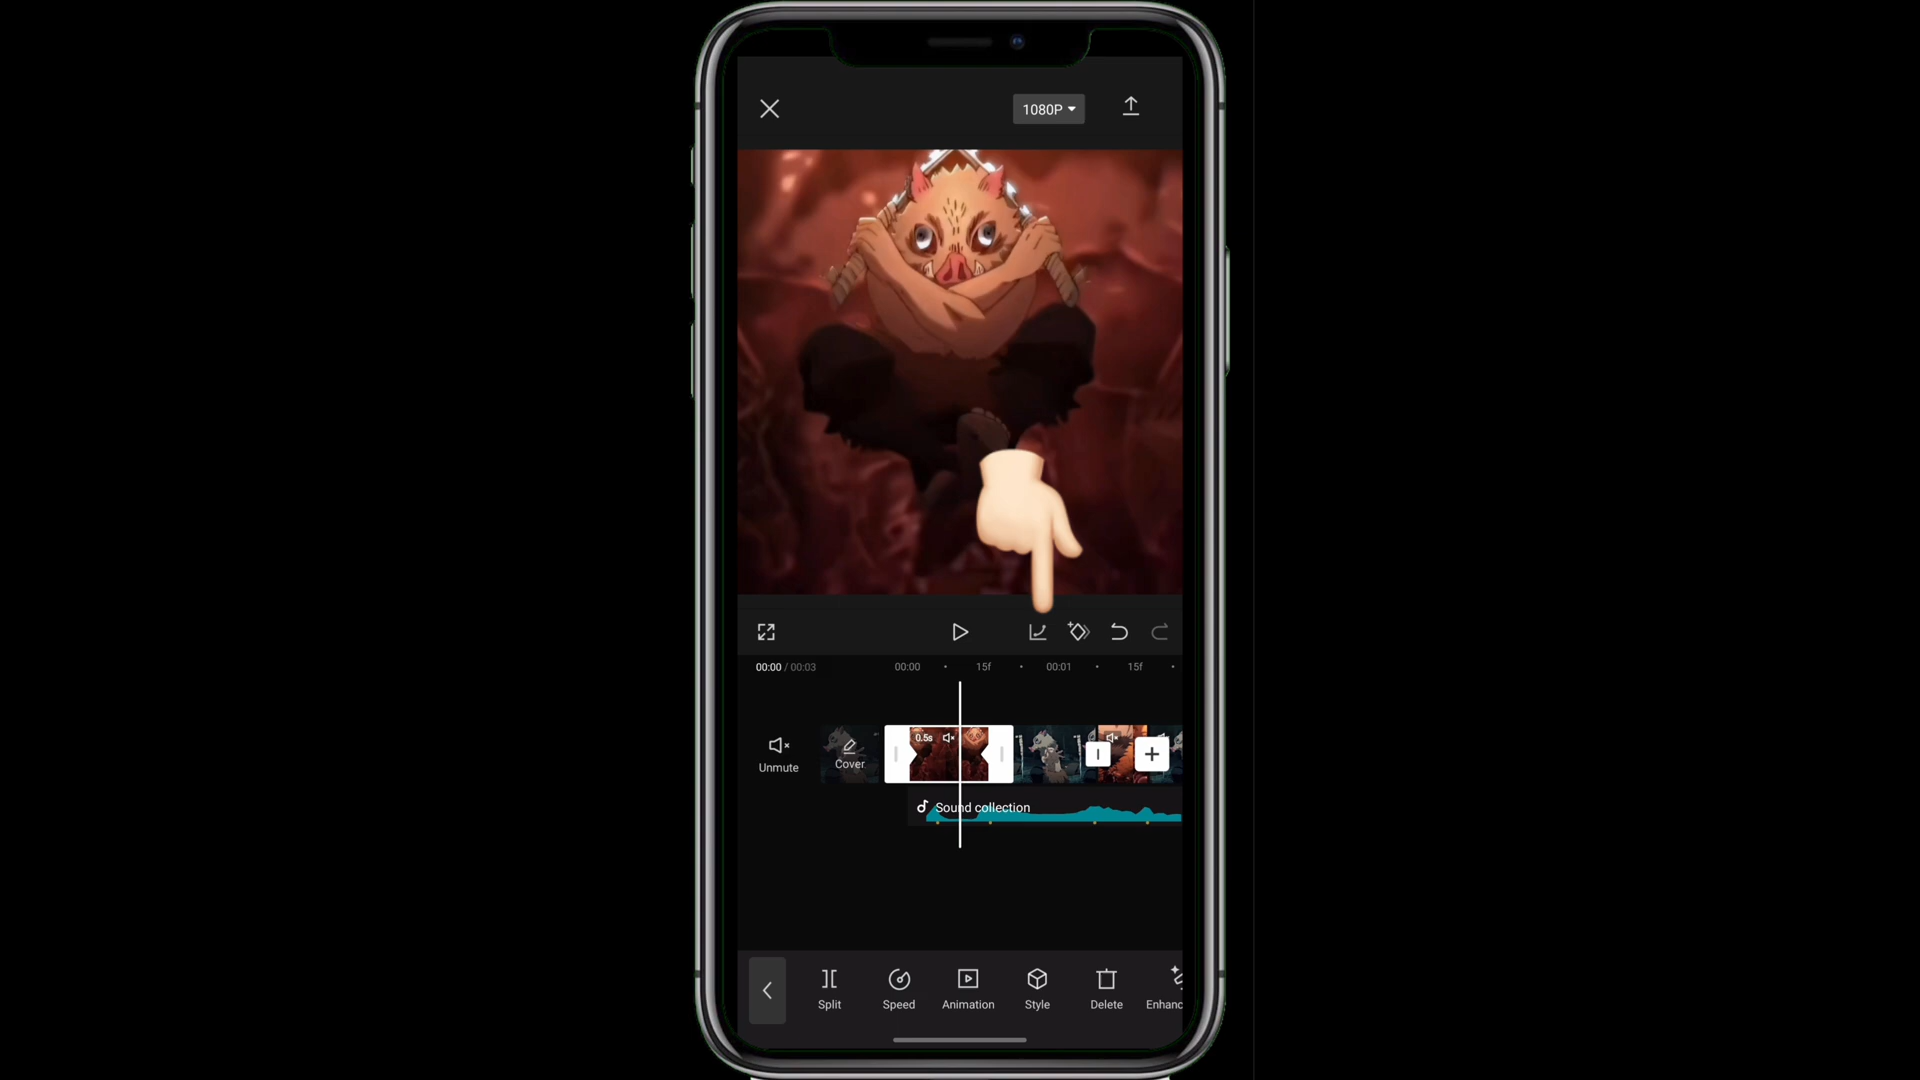 1080P
00:00 / 00:03
00:00
15f
00:01
15f
0.5s
Unmute
Cover
Sound collection
Split
Speed
Animation
Style
Delete
Enhanc